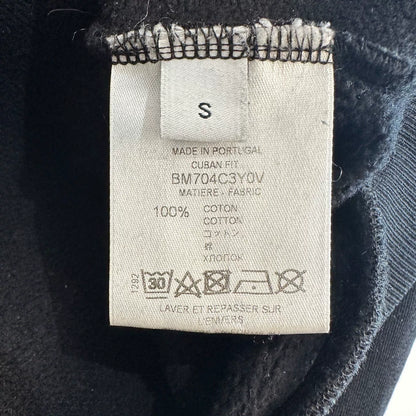 S
MADE IN PORTUGAL
CUBAN FIT
BM704C3Y0V
MATIERE - FABRIC
100% COTON
COTTON
コットン
棉
ХЛОПОК
1292
30
LAVER ET REPASSER SUR
L'ENVERS